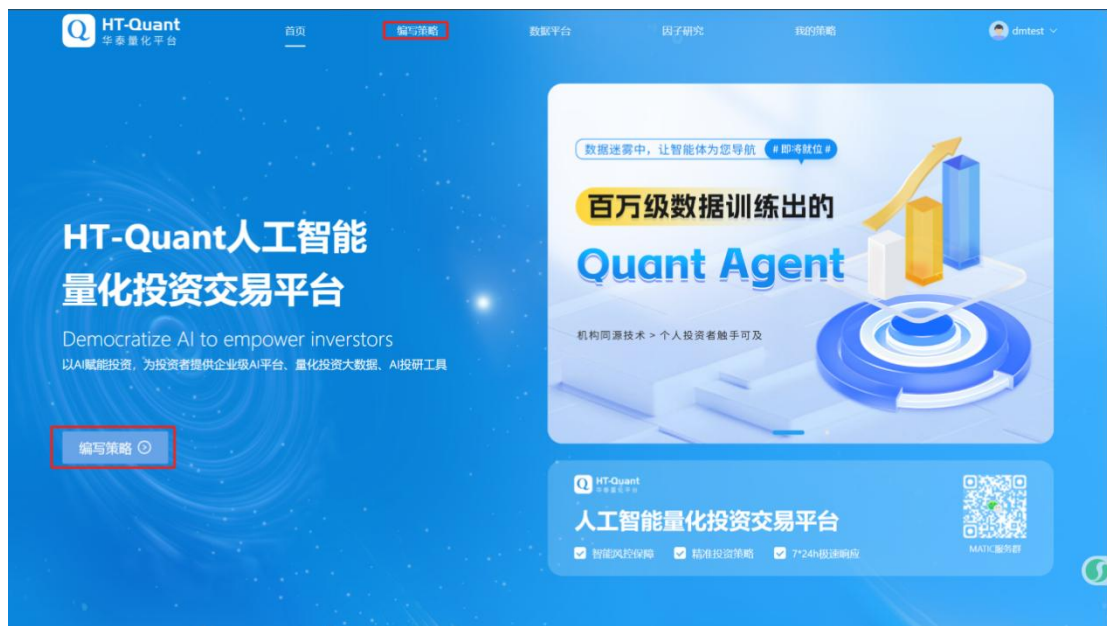 HT-Quant
华泰量化平台
首页
编写策略
数据平台
因子研究
我的策略
dmtest
数据迷雾中，让智能体为您导航
#即将就位#
百万级数据训练出的
Quant Agent
机构同源技术 > 个人投资者触手可及
HT-Quant人工智能
量化投资交易平台
Democratize AI to empower inverstors
以AI赋能投资，为投资者提供企业级AI平台、量化投资大数据、AI投研工具
编写策略
HT-Quant
华泰量化平台
人工智能量化投资交易平台
智能风控保障
精准投资策略
7*24h极速响应
MATIC服务群